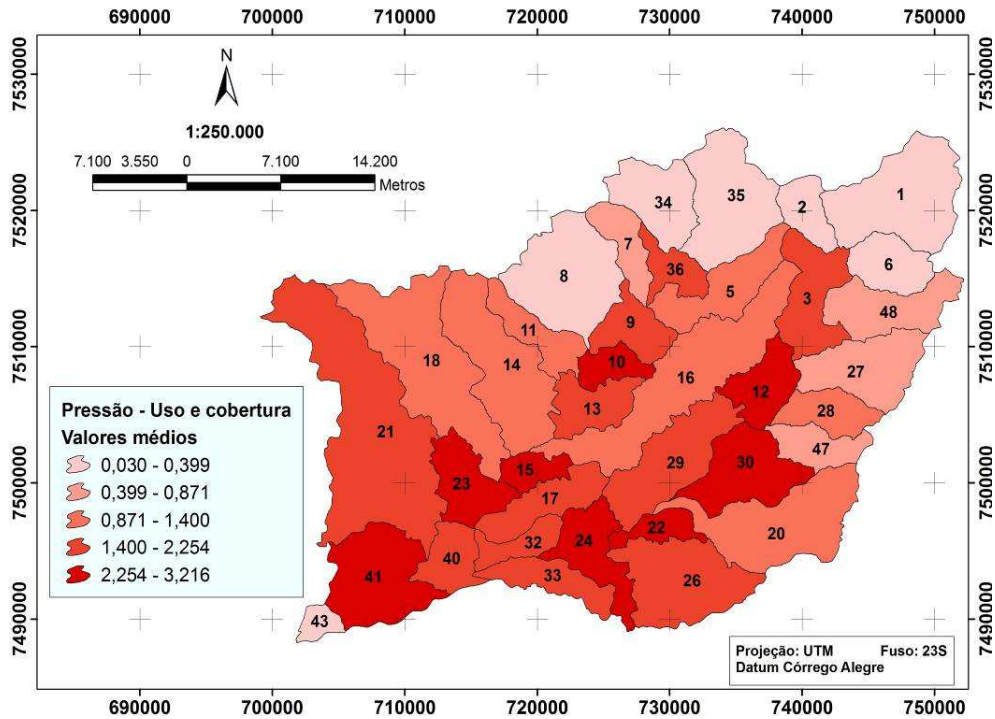 690000 700000 710000 720000 730000 740000 750000
7530000 7530000
N
1:250.000
7.100 3.550 0 7.100 14.200
Metros
7520000 7520000
34 35 2 1
7 6
8 36
5 3 48
9
7510000 7510000
11
18 14 10 16 27
12
13 28
21
47
29 30
15
23
7500000 7500000
17
22
24 20
32
40 33 26
41
43
7490000 7490000
Pressão - Uso e cobertura
Valores médios
0,030 - 0,399
0,399 - 0,871
0,871 - 1,400
1,400 - 2,254
2,254 - 3,216
Projeção: UTM Fuso: 23S
Datum Córrego Alegre
690000 700000 710000 720000 730000 740000 750000